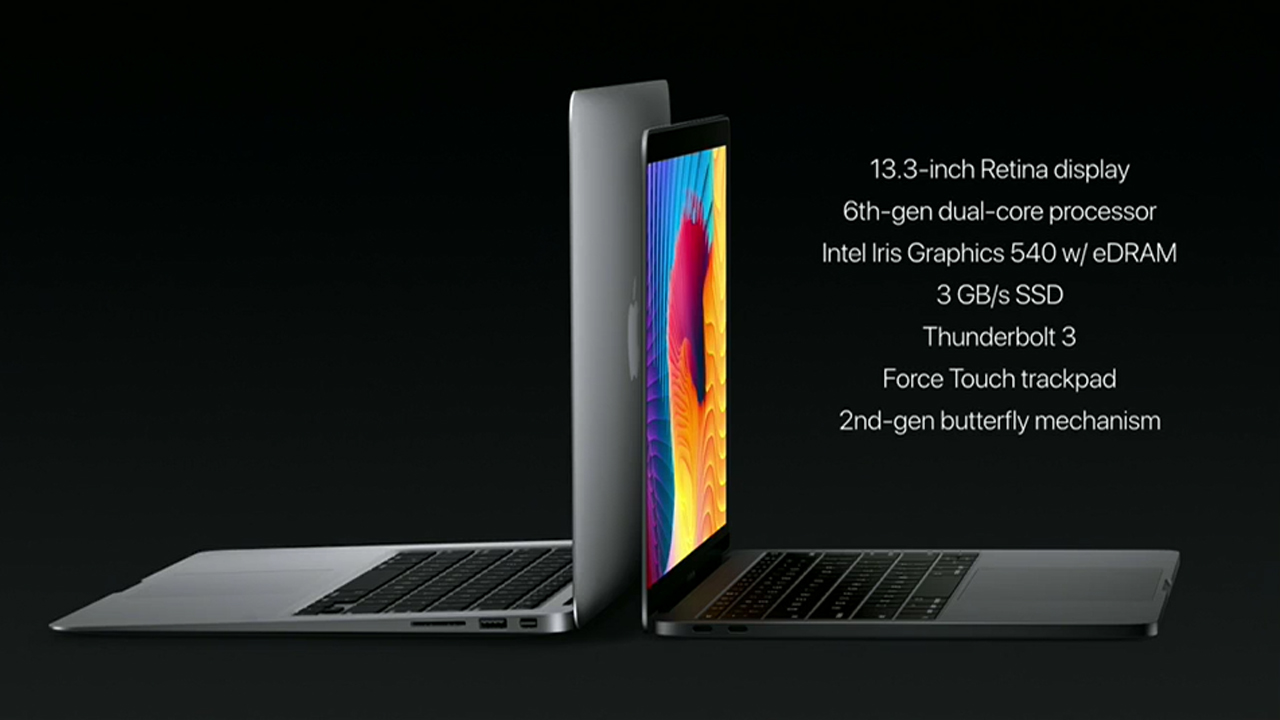 13.3-inch Retina display
6th-gen dual-core processor
Intel Iris Graphics 540 w/ eDRAM
3 GB/s SSD
Thunderbolt 3
Force Touch trackpad
2nd-gen butterfly mechanism